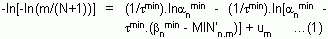 -ln[-ln(m/(N+1))] = (1/τᵐⁱⁿ).lnαₙᵐⁱⁿ - (1/τᵐⁱⁿ).ln[αₙᵐⁱⁿ -
τᵐⁱⁿ.(βₙᵐⁱⁿ - MIN'ₙ,ₘ)] + uₘ ...(1)